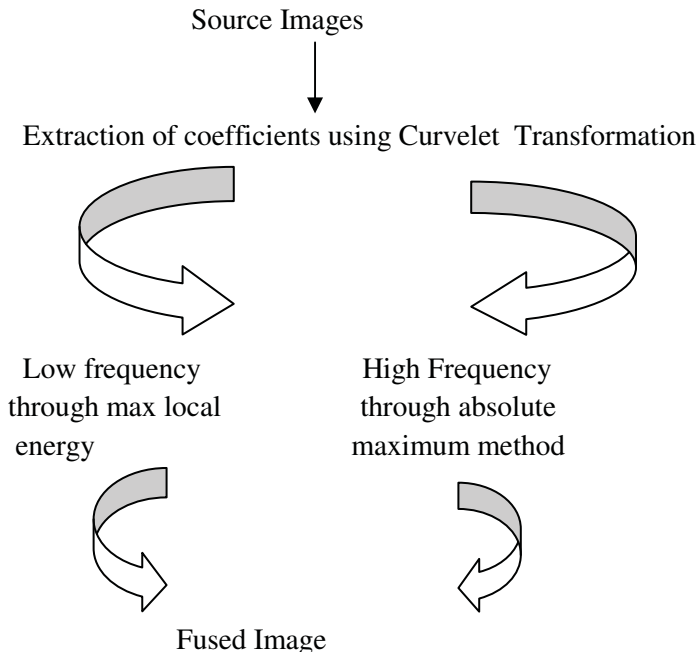 Source Images
Extraction of coefficients using Curvelet Transformation
Low frequency
through max local
energy
High Frequency
through absolute
maximum method
Fused Image